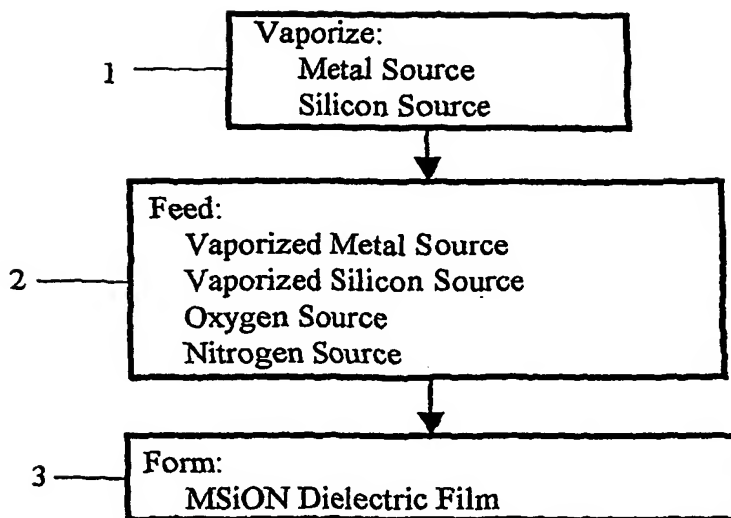 1
Vaporize:
Metal Source
Silicon Source
2
Feed:
Vaporized Metal Source
Vaporized Silicon Source
Oxygen Source
Nitrogen Source
3
Form:
MSiON Dielectric Film